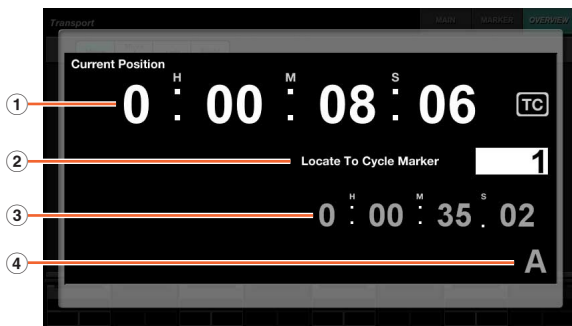 Transport MAIN MARKER OVERVIEW
Current Position
H M S
1 0 : 00 : 08 : 06 TC
2 Locate To Cycle Marker 1
H M S
3 0 : 00 : 35 . 02
4 A